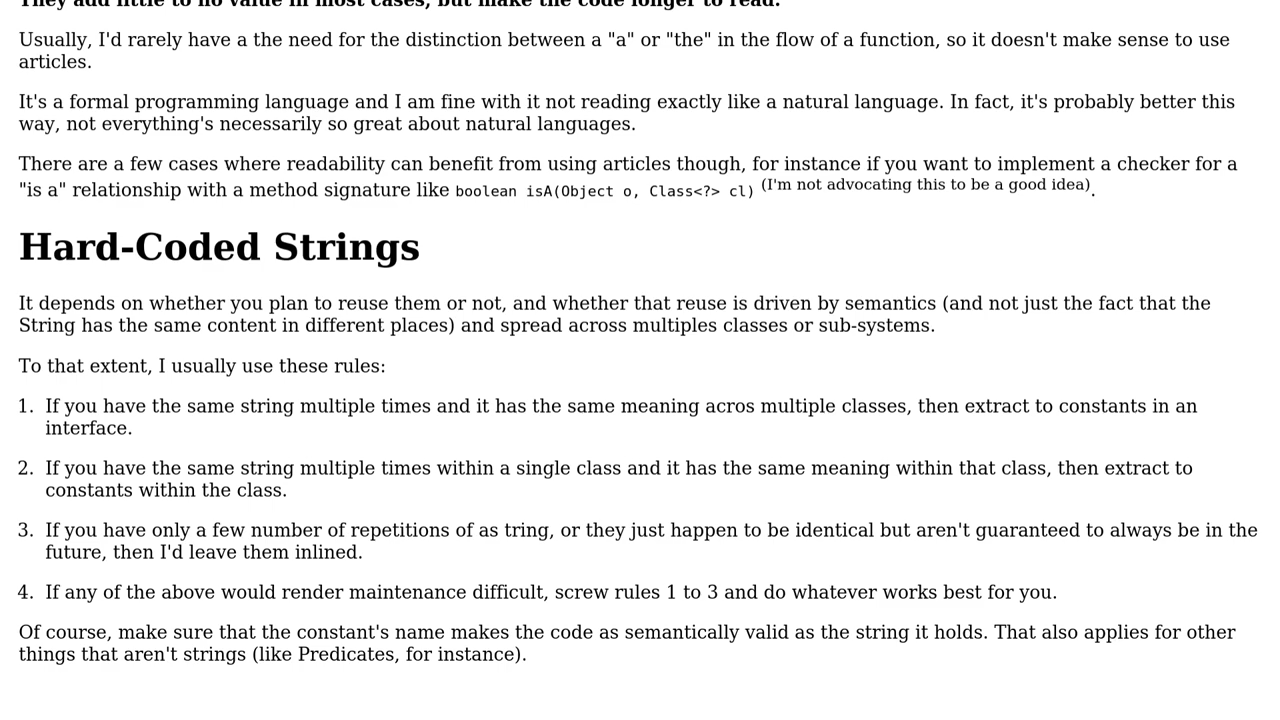 They add little to no value in most cases, but make the code longer to read.
Usually, I'd rarely have a the need for the distinction between a "a" or "the" in the flow of a function, so it doesn't make sense to use
articles.
It's a formal programming language and I am fine with it not reading exactly like a natural language. In fact, it's probably better this
way, not everything's necessarily so great about natural languages.
There are a few cases where readability can benefit from using articles though, for instance if you want to implement a checker for a
"is a" relationship with a method signature like boolean isA(Object o, Class<?> cl) (I'm not advocating this to be a good idea).
Hard-Coded Strings
It depends on whether you plan to reuse them or not, and whether that reuse is driven by semantics (and not just the fact that the
String has the same content in different places) and spread across multiples classes or sub-systems.
To that extent, I usually use these rules:
1. If you have the same string multiple times and it has the same meaning acros multiple classes, then extract to constants in an
interface.
2. If you have the same string multiple times within a single class and it has the same meaning within that class, then extract to
constants within the class.
3. If you have only a few number of repetitions of as tring, or they just happen to be identical but aren't guaranteed to always be in the
future, then I'd leave them inlined.
4. If any of the above would render maintenance difficult, screw rules 1 to 3 and do whatever works best for you.
Of course, make sure that the constant's name makes the code as semantically valid as the string it holds. That also applies for other
things that aren't strings (like Predicates, for instance).